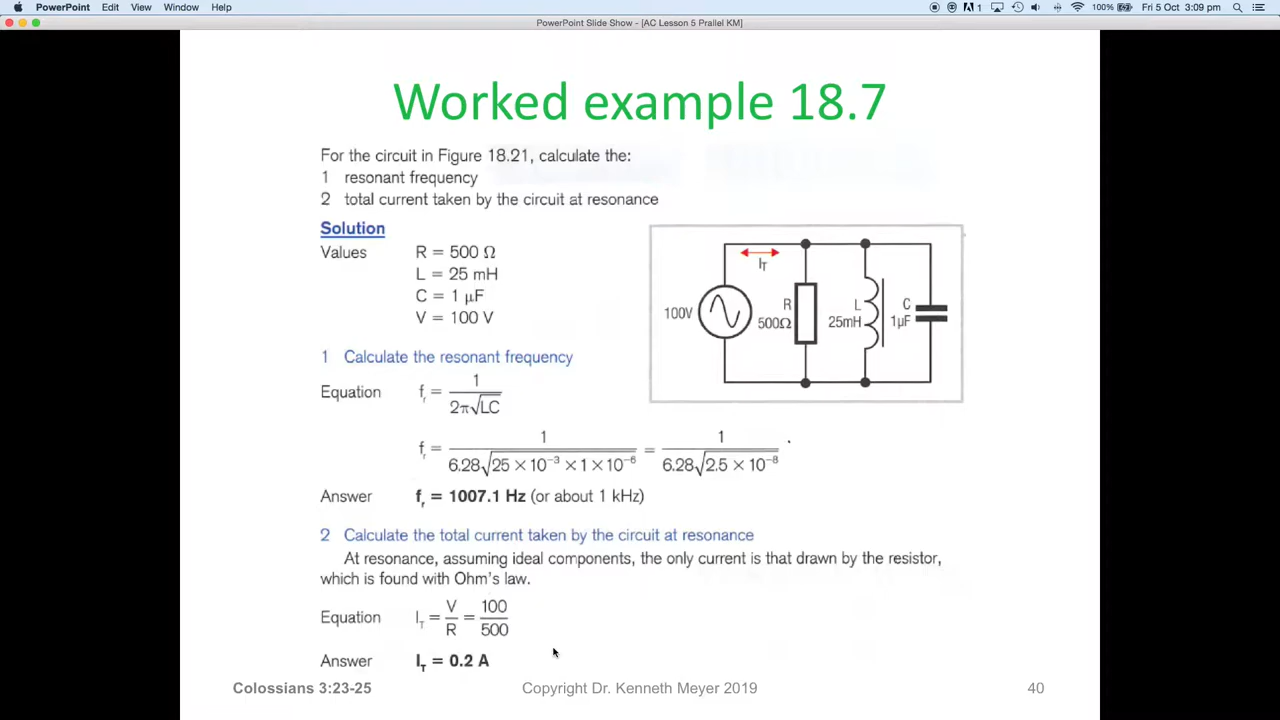 PowerPoint Edit View Window Help 1 100% Fri 5 Oct 3:09 pm
PowerPoint Slide Show - [AC Lesson 5 Prallel KM]
Worked example 18.7
For the circuit in Figure 18.21, calculate the:
1 resonant frequency
2 total current taken by the circuit at resonance
Solution
Values R = 500 Ω
L = 25 mH
C = 1 µF
V = 100 V
I_T
100V
R
500Ω
L
25mH
C
1µF
1 Calculate the resonant frequency
Equation f_r = 1 / 2π√LC
f_r = 1 / 6.28√25 × 10⁻³ × 1 × 10⁻⁶ = 1 / 6.28√2.5 × 10⁻⁸ .
Answer f_r = 1007.1 Hz (or about 1 kHz)
2 Calculate the total current taken by the circuit at resonance
At resonance, assuming ideal components, the only current is that drawn by the resistor,
which is found with Ohm's law.
Equation I_T = V / R = 100 / 500
Answer I_T = 0.2 A
Colossians 3:23-25 Copyright Dr. Kenneth Meyer 2019 40